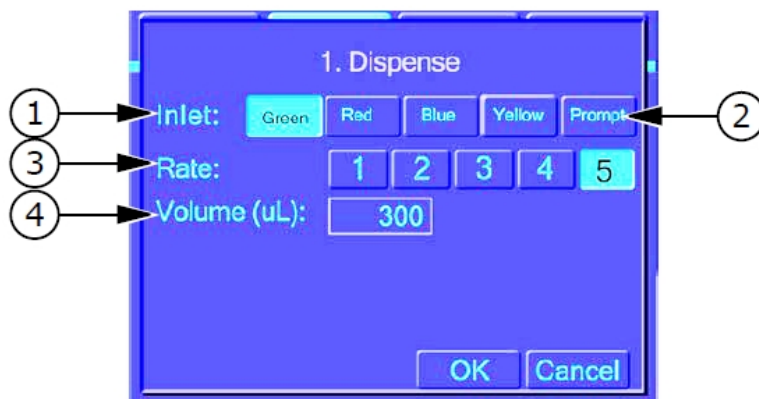 1. Dispense
1 Inlet: Green Red Blue Yellow Prompt 2
3 Rate: 1 2 3 4 5
4 Volume (uL): 300
OK Cancel